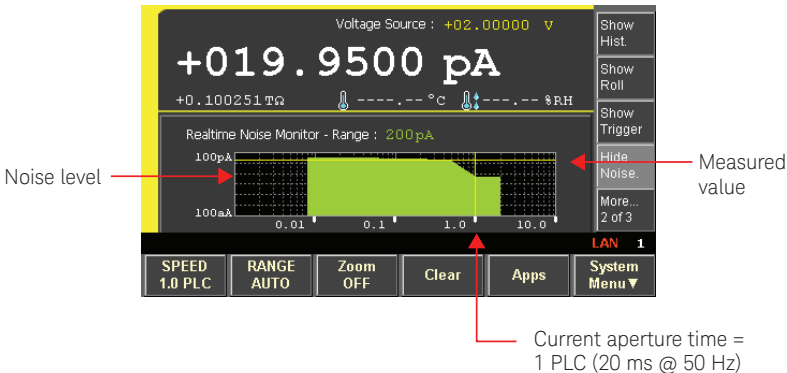 Voltage Source : +02.00000 V
+019.9500 pA
+0.100251TΩ ----.--°C ---.-- %RH
Realtime Noise Monitor - Range : 200pA
100pA
100aA
0.01 0.1 1.0 10.0
Show Hist.
Show Roll
Show Trigger
Hide Noise.
More... 2 of 3
LAN 1
SPEED 1.0 PLC
RANGE AUTO
Zoom OFF
Clear
Apps
System Menu▼
Noise level
Measured
value
Current aperture time =
1 PLC (20 ms @ 50 Hz)